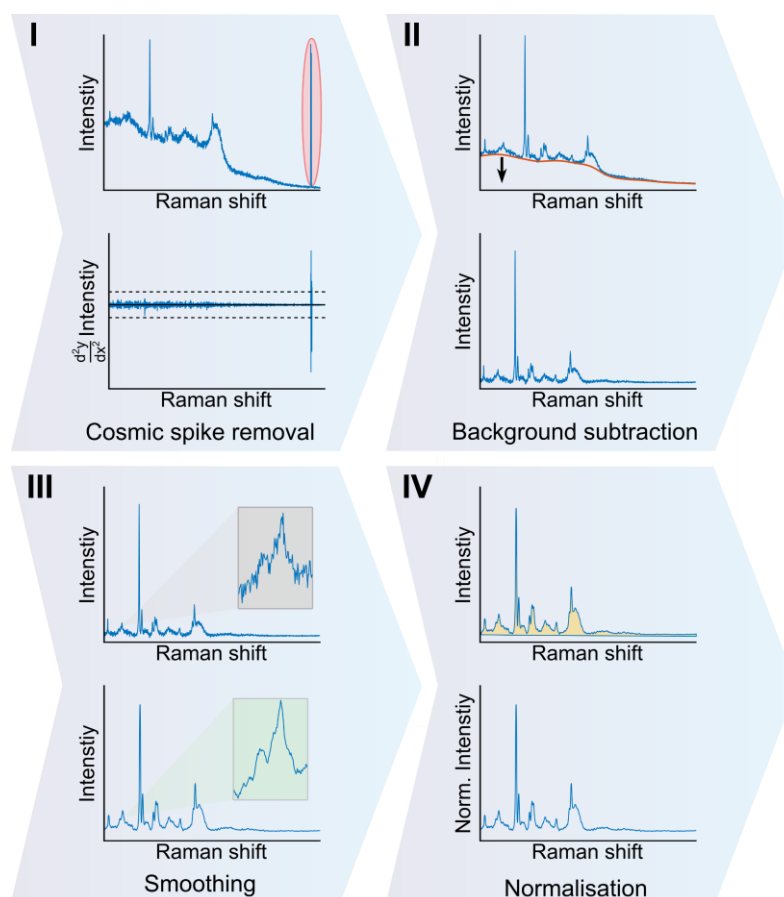 I
Intenstiy
Raman shift
d²y/dx² Intenstiy
Raman shift
Cosmic spike removal
II
Intenstiy
Raman shift
Intenstiy
Raman shift
Background subtraction
III
Intenstiy
Raman shift
Intenstiy
Raman shift
Smoothing
IV
Intenstiy
Raman shift
Norm. Intenstiy
Raman shift
Normalisation